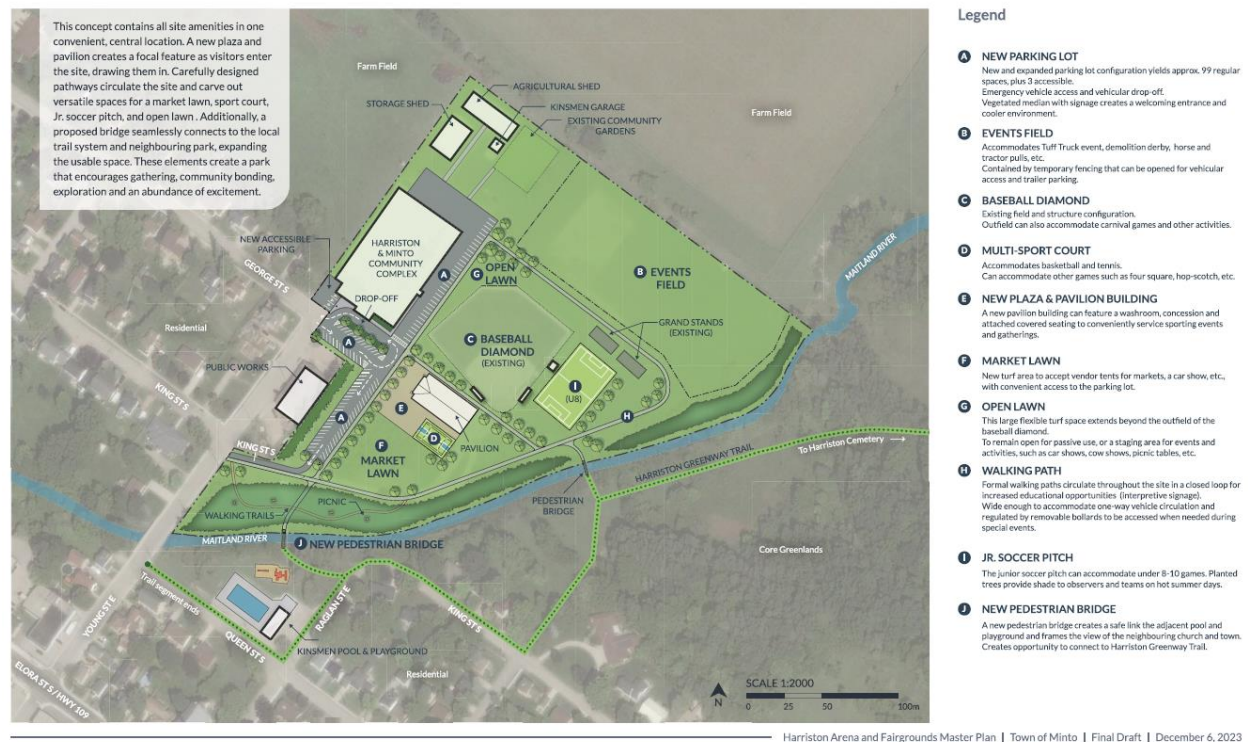 This concept contains all site amenities in one
convenient, central location. A new plaza and
pavilion creates a focal feature as visitors enter
the site, drawing them in. Carefully designed
pathways circulate the site and carve out
versatile spaces for a market lawn, sport court,
Jr. soccer pitch, and open lawn . Additionally, a
proposed bridge seamlessly connects to the local
trail system and neighbouring park, expanding
the usable space. These elements create a park
that encourages gathering, community bonding,
exploration and an abundance of excitement.
Farm Field
Farm Field
AGRICULTURAL SHED
STORAGE SHED
KINSMEN GARAGE
EXISTING COMMUNITY
GARDENS
NEW ACCESSIBLE
PARKING
GEORGE ST S
HARRISTON
& MINTO
COMMUNITY
COMPLEX
DROP-OFF
A
G OPEN
LAWN
B EVENTS
FIELD
MAITLAND RIVER
Residential
GRAND STANDS
(EXISTING)
C BASEBALL
DIAMOND
(EXISTING)
A
PUBLIC WORKS
KING ST S
I
(U8)
E
A
D
H
PAVILION
F
MARKET
LAWN
KING ST S
To Harriston Cemetery
HARRISTON GREENWAY TRAIL
PEDESTRIAN
BRIDGE
PICNIC
WALKING TRAILS
MAITLAND RIVER
J NEW PEDESTRIAN BRIDGE
Core Greenlands
Trail segment ends
YOUNG ST E
RAGLAN ST E
KING ST S
QUEEN ST S
KINSMEN POOL & PLAYGROUND
ELORA ST S / HWY 109
Residential
N
SCALE 1:2000
0 25 50 100m
Legend
A NEW PARKING LOT
New and expanded parking lot configuration yields approx. 99 regular
spaces, plus 3 accessible.
Emergency vehicle access and vehicular drop-off.
Vegetated median with signage creates a welcoming entrance and
cooler environment.
B EVENTS FIELD
Accommodates Tuff Truck event, demolition derby, horse and
tractor pulls, etc.
Contained by temporary fencing that can be opened for vehicular
access and trailer parking.
C BASEBALL DIAMOND
Existing field and structure configuration.
Outfield can also accommodate carnival games and other activities.
D MULTI-SPORT COURT
Accommodates basketball and tennis.
Can accommodate other games such as four square, hop-scotch, etc.
E NEW PLAZA & PAVILION BUILDING
A new pavilion building can feature a washroom, concession and
attached covered seating to conveniently service sporting events
and gatherings.
F MARKET LAWN
New turf area to accept vendor tents for markets, a car show, etc.,
with convenient access to the parking lot.
G OPEN LAWN
This large flexible turf space extends beyond the outfield of the
baseball diamond.
To remain open for passive use, or a staging area for events and
activities, such as car shows, cow shows, picnic tables, etc.
H WALKING PATH
Formal walking paths circulate throughout the site in a closed loop for
increased educational opportunities (interpretive signage).
Wide enough to accommodate one-way vehicle circulation and
regulated by removable bollards to be accessed when needed during
special events.
I JR. SOCCER PITCH
The junior soccer pitch can accommodate under 8-10 games. Planted
trees provide shade to observers and teams on hot summer days.
J NEW PEDESTRIAN BRIDGE
A new pedestrian bridge creates a safe link the adjacent pool and
playground and frames the view of the neighbouring church and town.
Creates opportunity to connect to Harriston Greenway Trail.
Harriston Arena and Fairgrounds Master Plan | Town of Minto | Final Draft | December 6, 2023